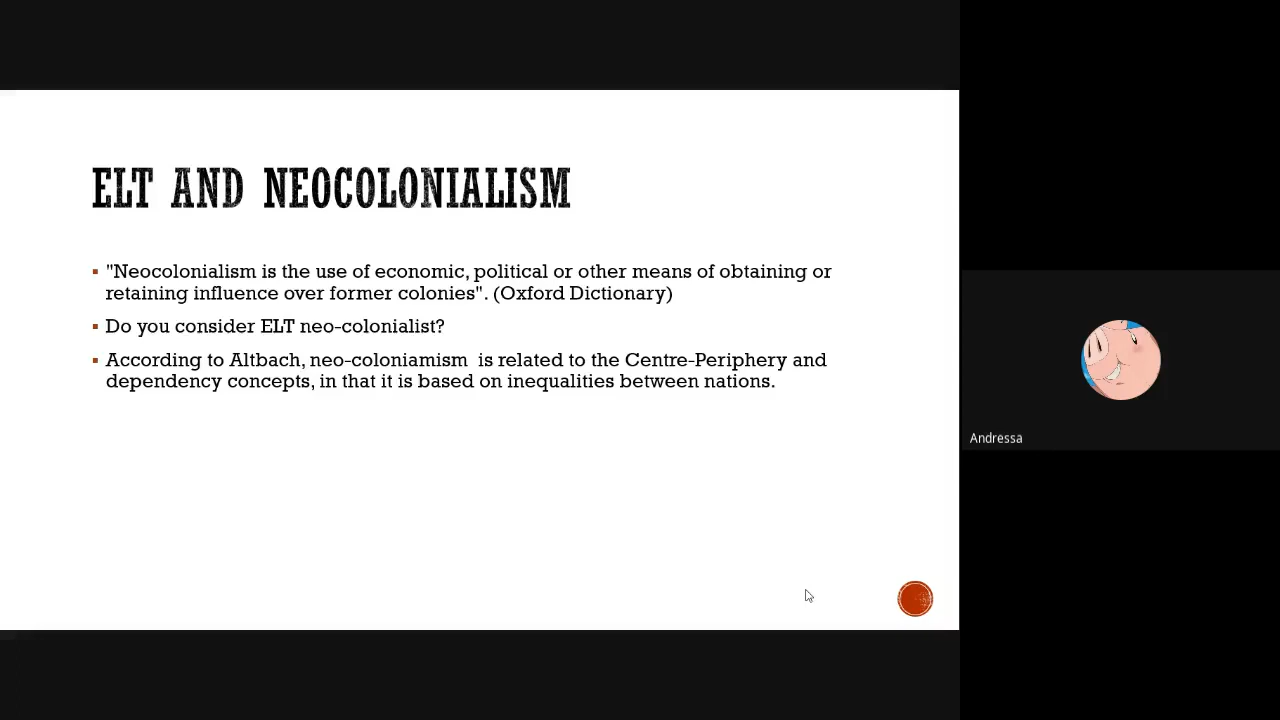 ELT AND NEOCOLONIALISM
"Neocolonialism is the use of economic, political or other means of obtaining or
retaining influence over former colonies". (Oxford Dictionary)
Do you consider ELT neo-colonialist?
According to Altbach, neo-coloniamism  is related to the Centre-Periphery and
dependency concepts, in that it is based on inequalities between nations.
Andressa